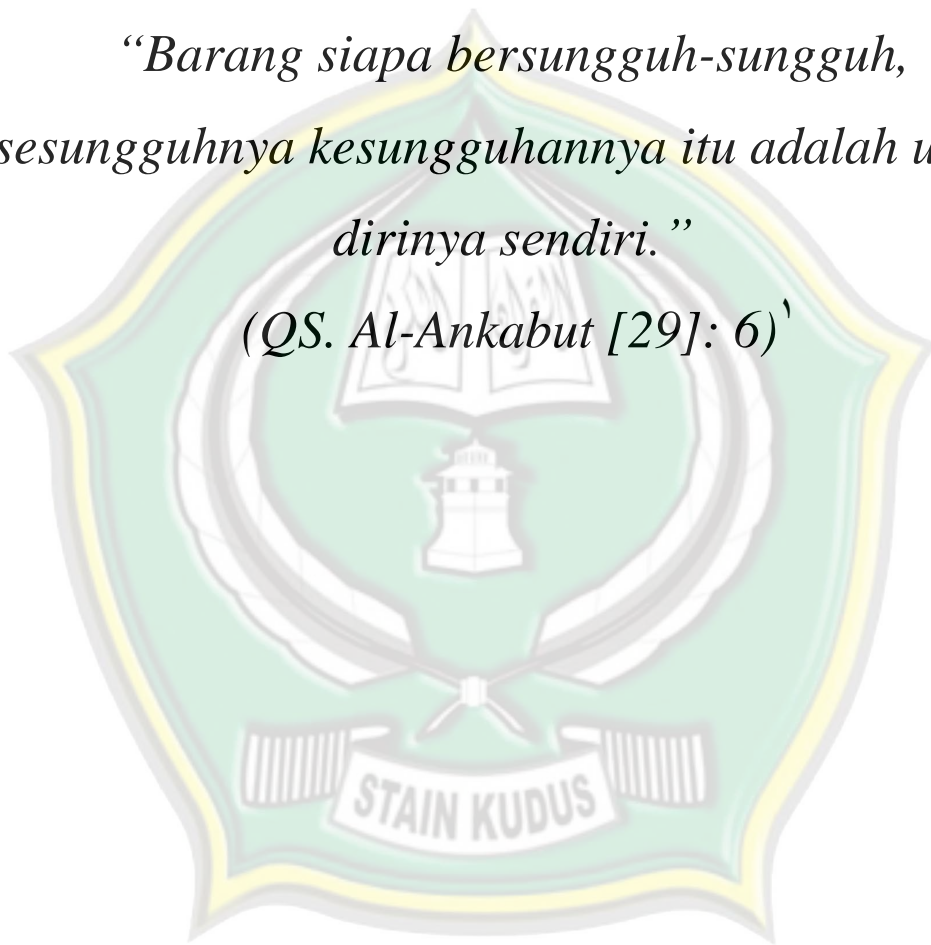 “Barang siapa bersungguh-sungguh,
sesungguhnya kesungguhannya itu adalah u
dirinya sendiri.”
(QS. Al-Ankabut [29]: 6)`
STAIN KUDUS